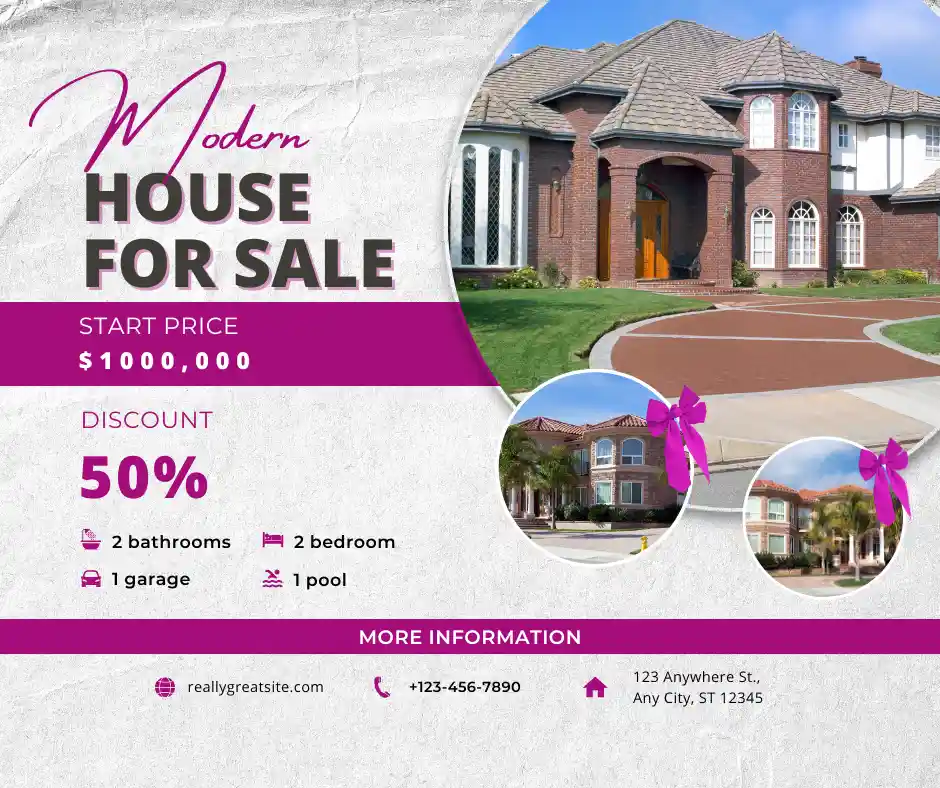 Modern
HOUSE
FOR SALE
START PRICE
$1000,000
DISCOUNT
50%
2 bathrooms
2 bedroom
1 garage
1 pool
MORE INFORMATION
reallygreatsite.com
+123-456-7890
123 Anywhere St.,
Any City, ST 12345